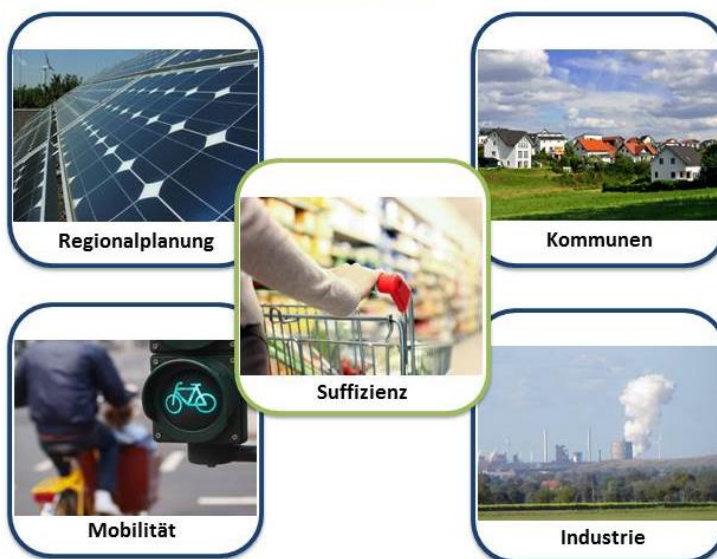 Regionalplanung
Kommunen
Suffizienz
Mobilität
Industrie